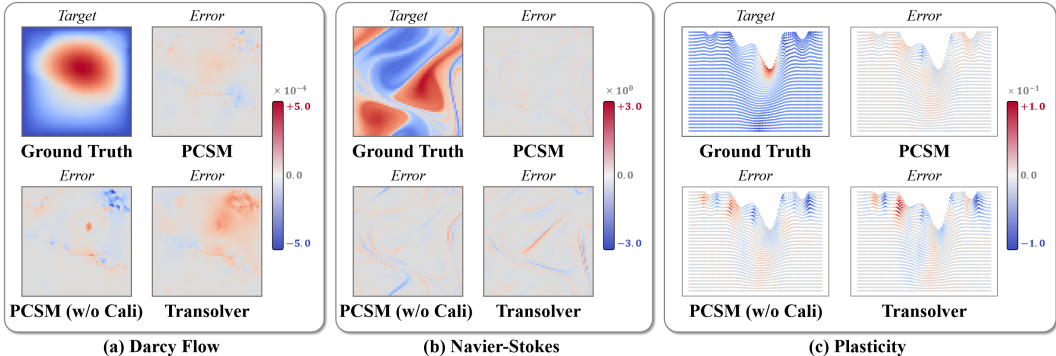 Target
Error
Ground Truth
PCSM
Error
Error
PCSM (w/o Cali)
Transolver
× 10⁻⁴
+5.0
0.0
−5.0
(a) Darcy Flow
Target
Error
Ground Truth
PCSM
Error
Error
PCSM (w/o Cali)
Transolver
× 10⁰
+3.0
0.0
−3.0
(b) Navier-Stokes
Target
Error
Ground Truth
PCSM
Error
Error
PCSM (w/o Cali)
Transolver
× 10⁻¹
+1.0
0.0
−1.0
(c) Plasticity